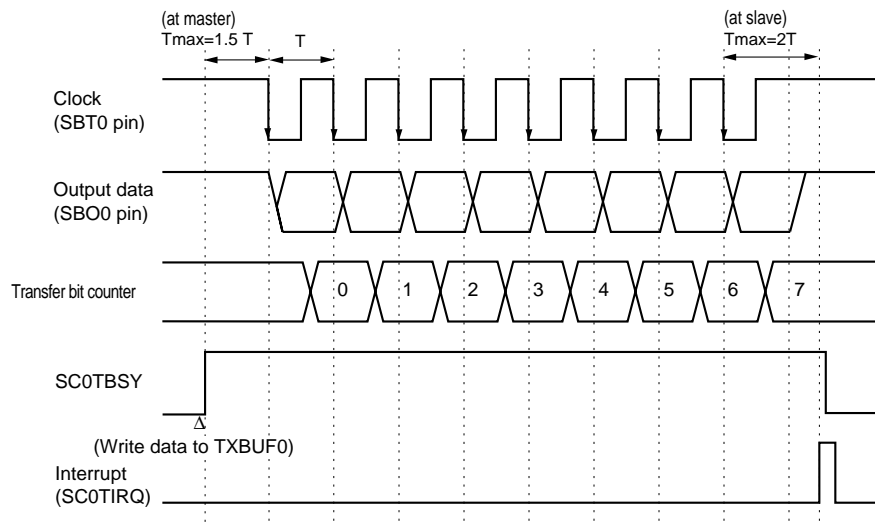 (at master)
Tmax=1.5 T
T
(at slave)
Tmax=2T
Clock
(SBT0 pin)
Output data
(SBO0 pin)
Transfer bit counter
0 1 2 3 4 5 6 7
SC0TBSY
Δ
(Write data to TXBUF0)
Interrupt
(SC0TIRQ)